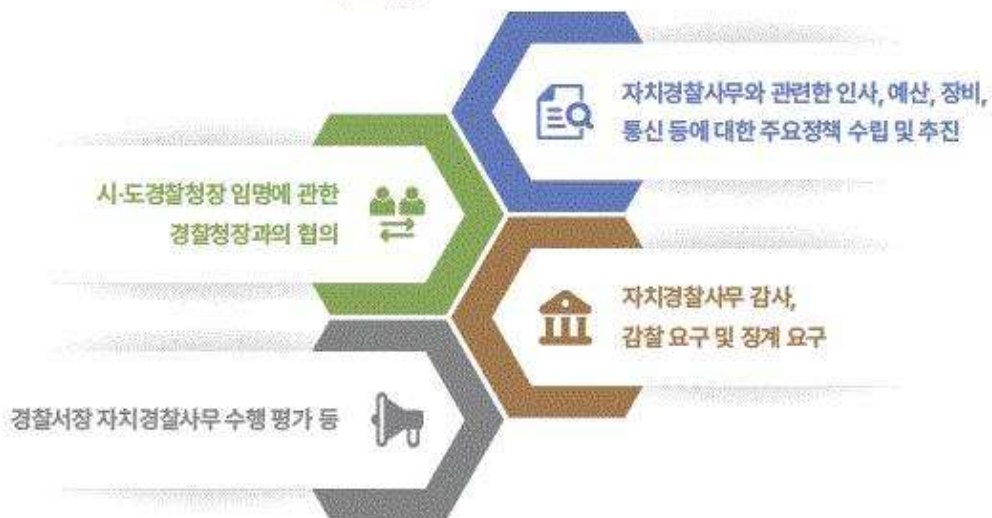 자치경찰사무와 관련한 인사, 예산, 장비,
통신 등에 대한 주요정책 수립 및 추진
시·도경찰청장 임명에 관한
경찰청장과의 협의
자치경찰사무 감사,
감찰 요구 및 징계 요구
경찰서장 자치경찰사무 수행 평가 등